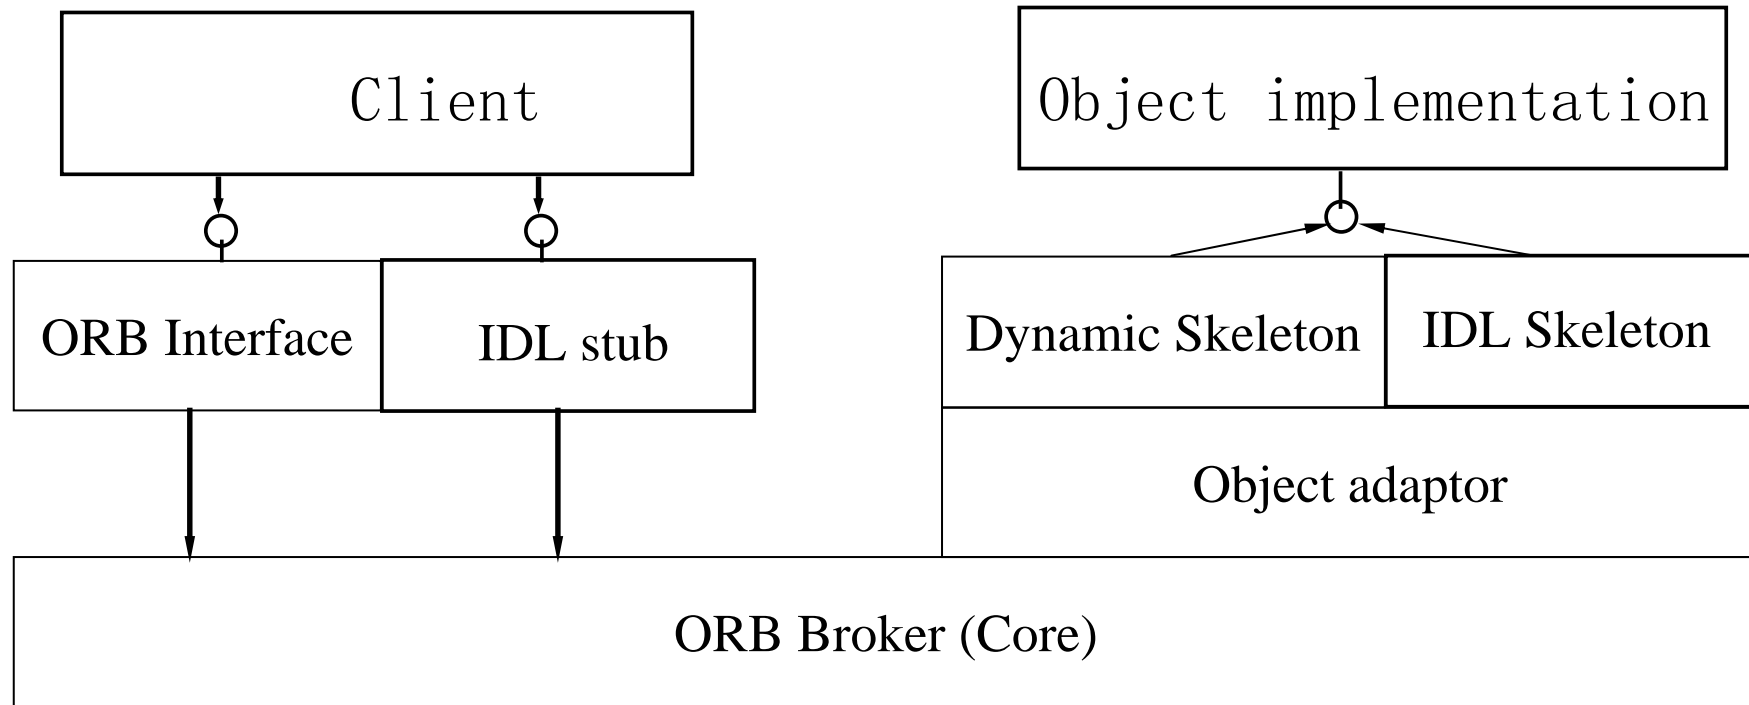 Client
Object implementation
ORB Interface
IDL stub
Dynamic Skeleton
IDL Skeleton
Object adaptor
ORB Broker (Core)